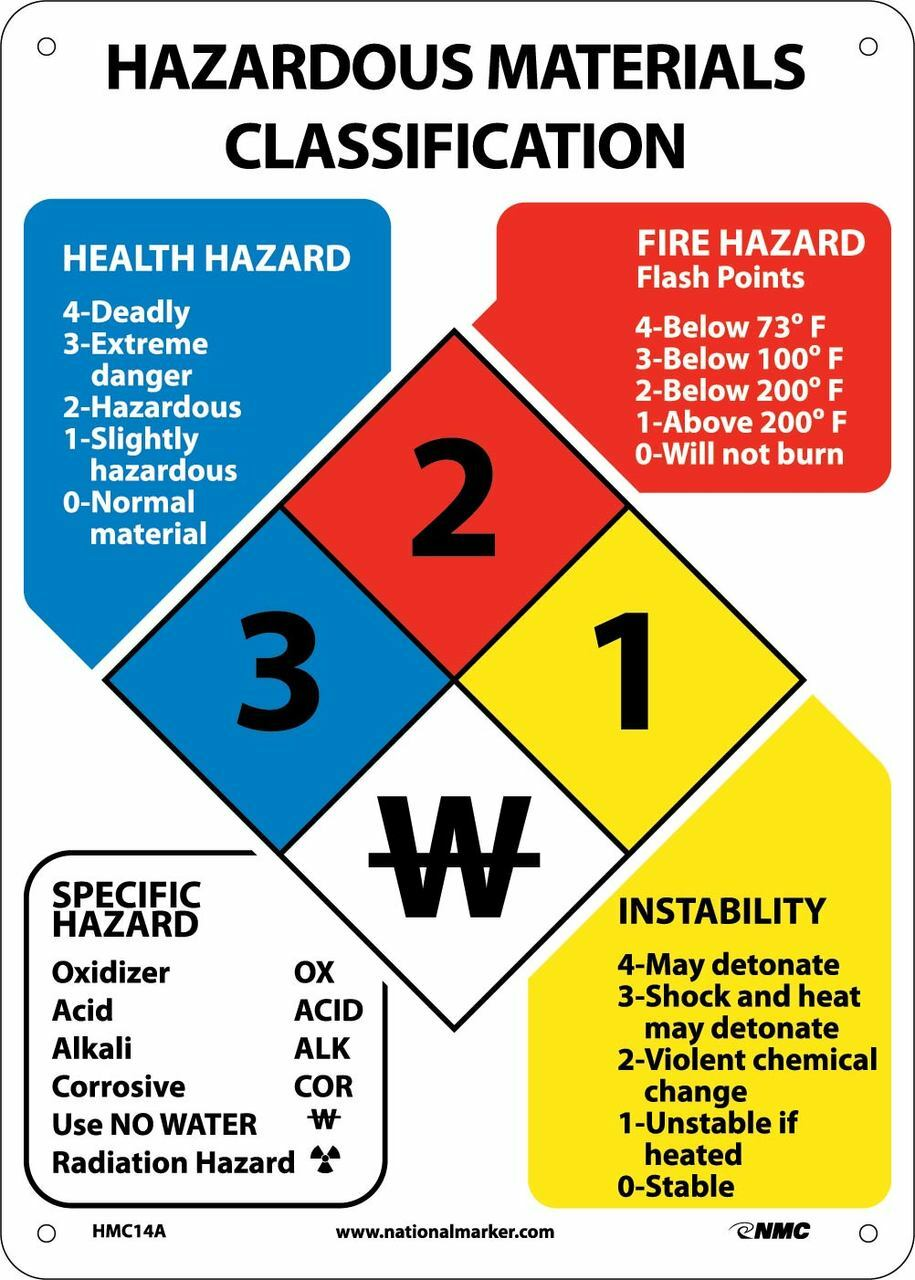 HAZARDOUS MATERIALS
CLASSIFICATION
HEALTH HAZARD
4-Deadly
3-Extreme
danger
2-Hazardous
1-Slightly
hazardous
0-Normal
material
FIRE HAZARD
Flash Points
4-Below 73° F
3-Below 100° F
2-Below 200° F
1-Above 200° F
0-Will not burn
2
3
1
W
SPECIFIC
HAZARD
Oxidizer OX
Acid ACID
Alkali ALK
Corrosive COR
Use NO WATER W
Radiation Hazard ☢
INSTABILITY
4-May detonate
3-Shock and heat
may detonate
2-Violent chemical
change
1-Unstable if
heated
0-Stable
HMC14A
www.nationalmarker.com
NMC